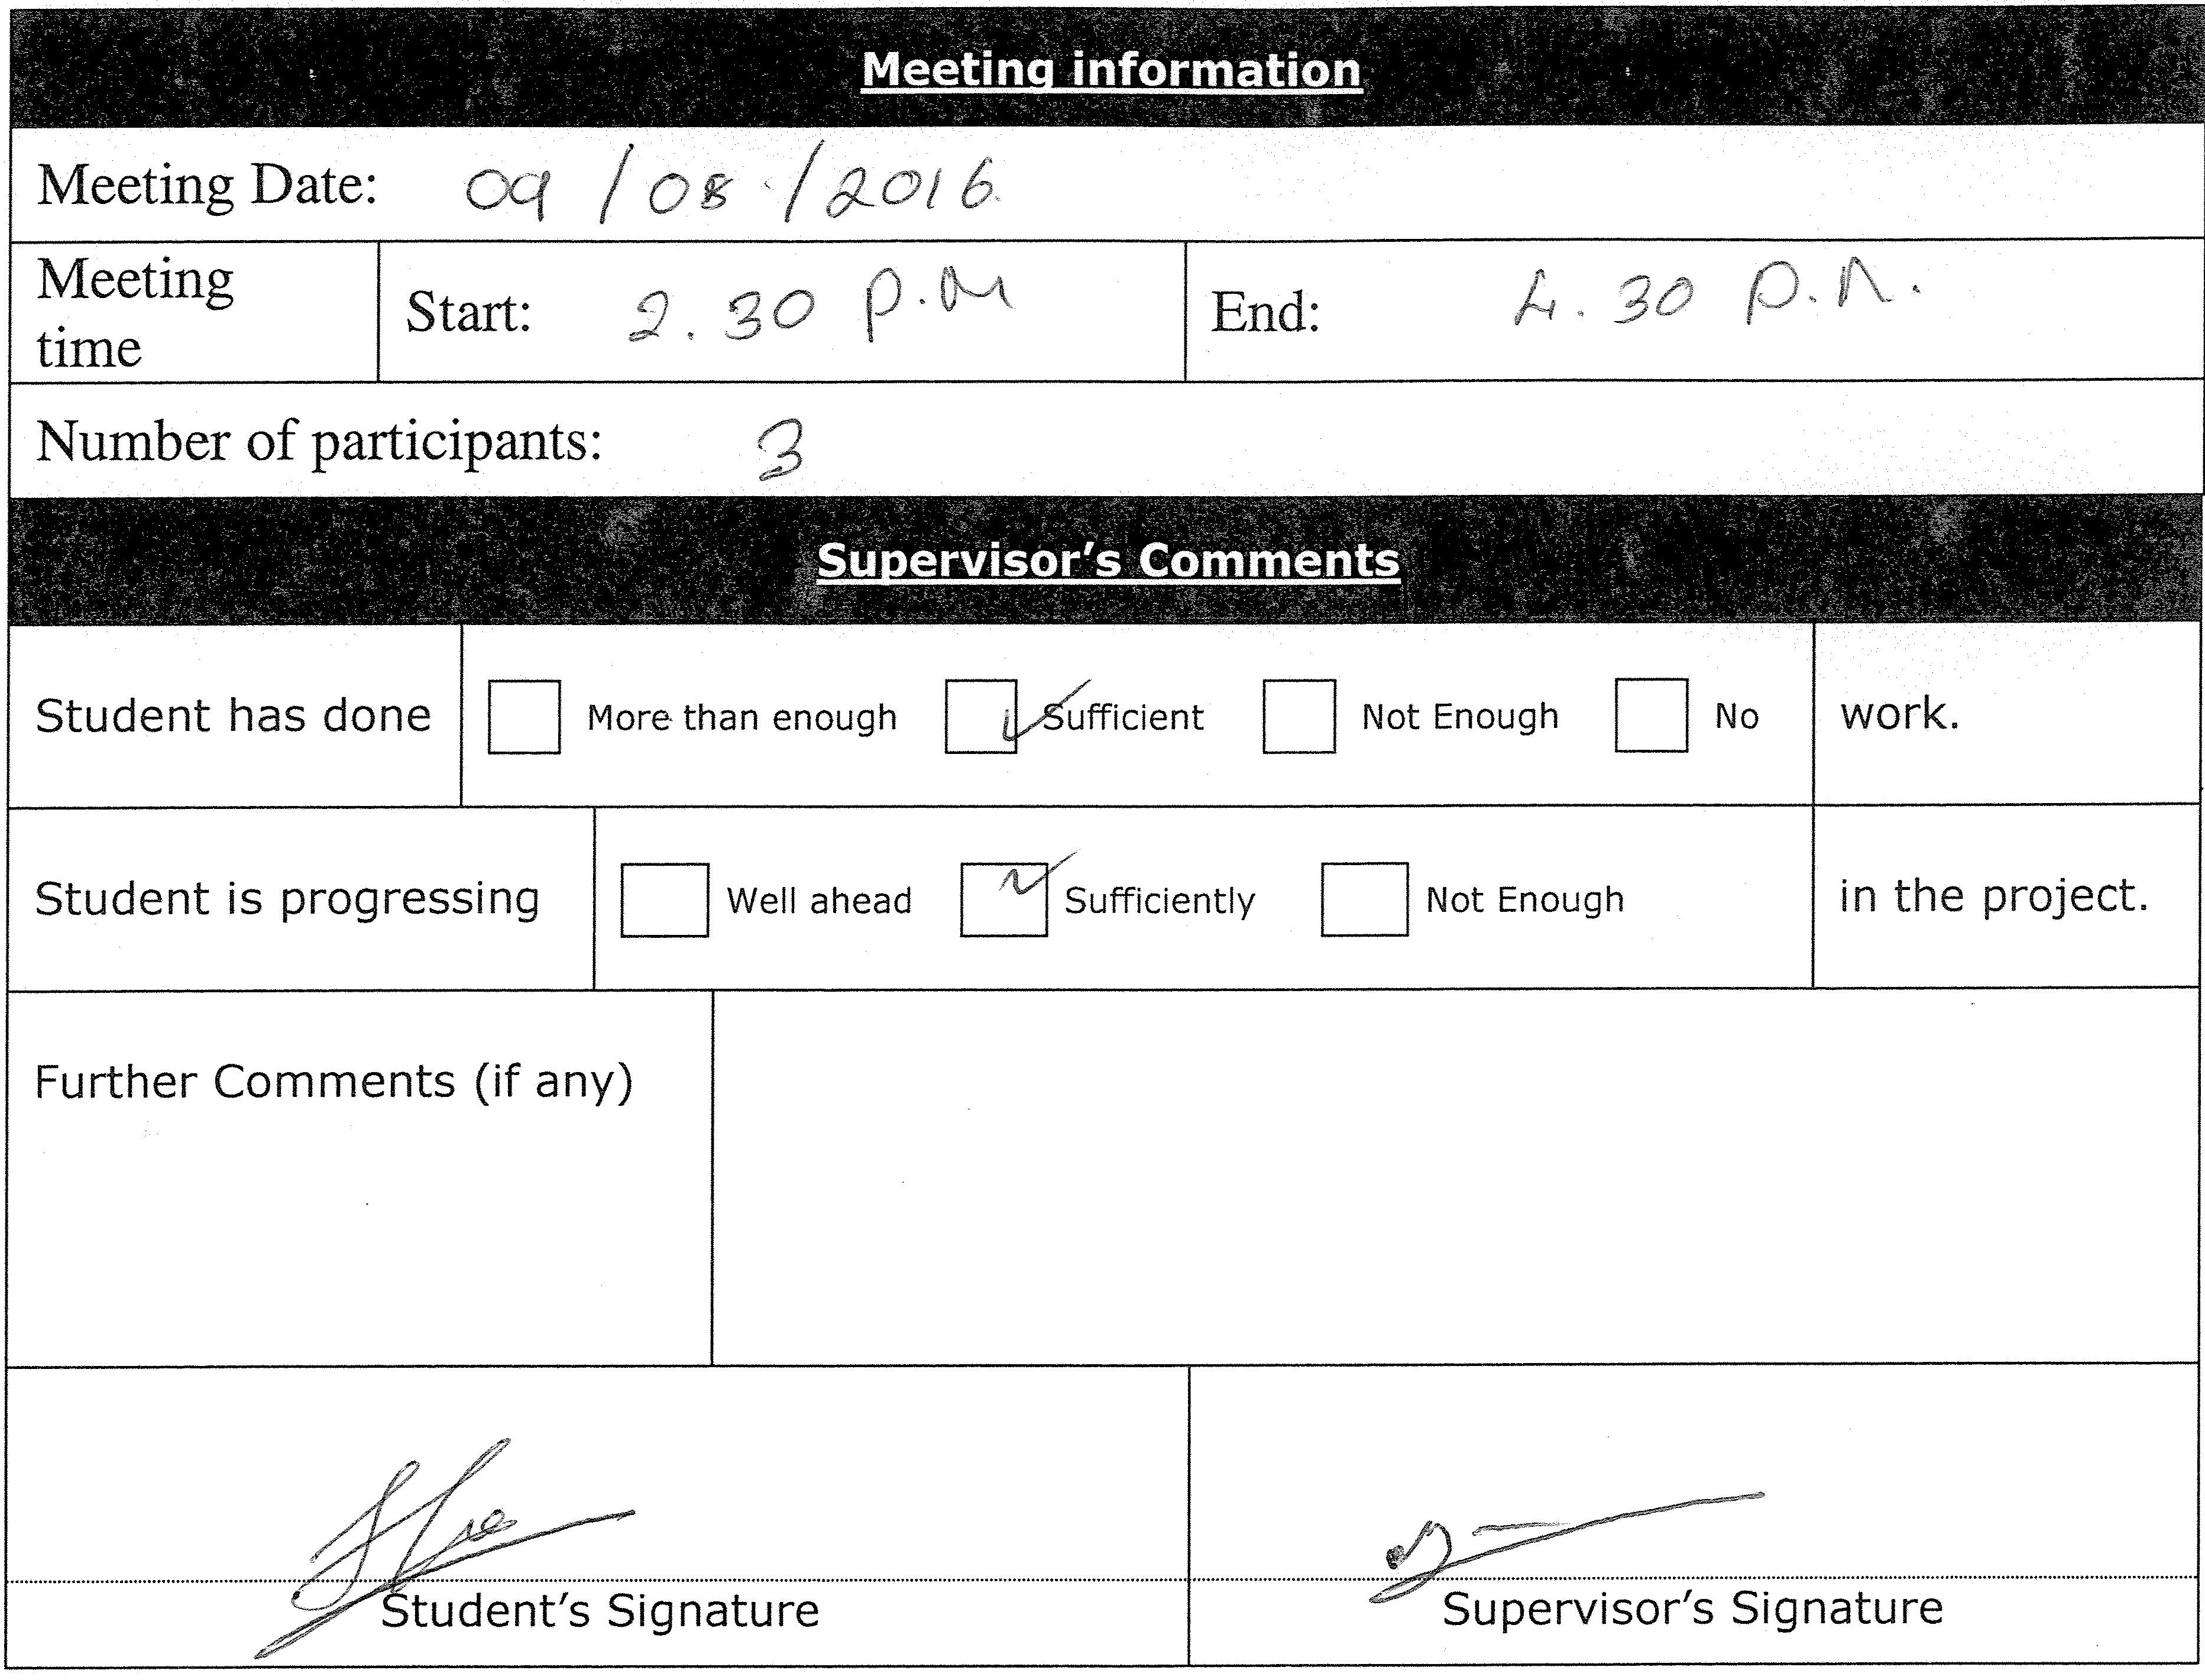 Meeting information
Meeting Date: 09/08/2016.
Meeting time
Start: 2.30 P.M
End: 4.30 P.M.
Number of participants: 3
Supervisor's Comments
Student has done More than enough Sufficient Not Enough No work.
Student is progressing Well ahead Sufficiently Not Enough in the project.
Further Comments (if any)
Student's Signature
Supervisor's Signature